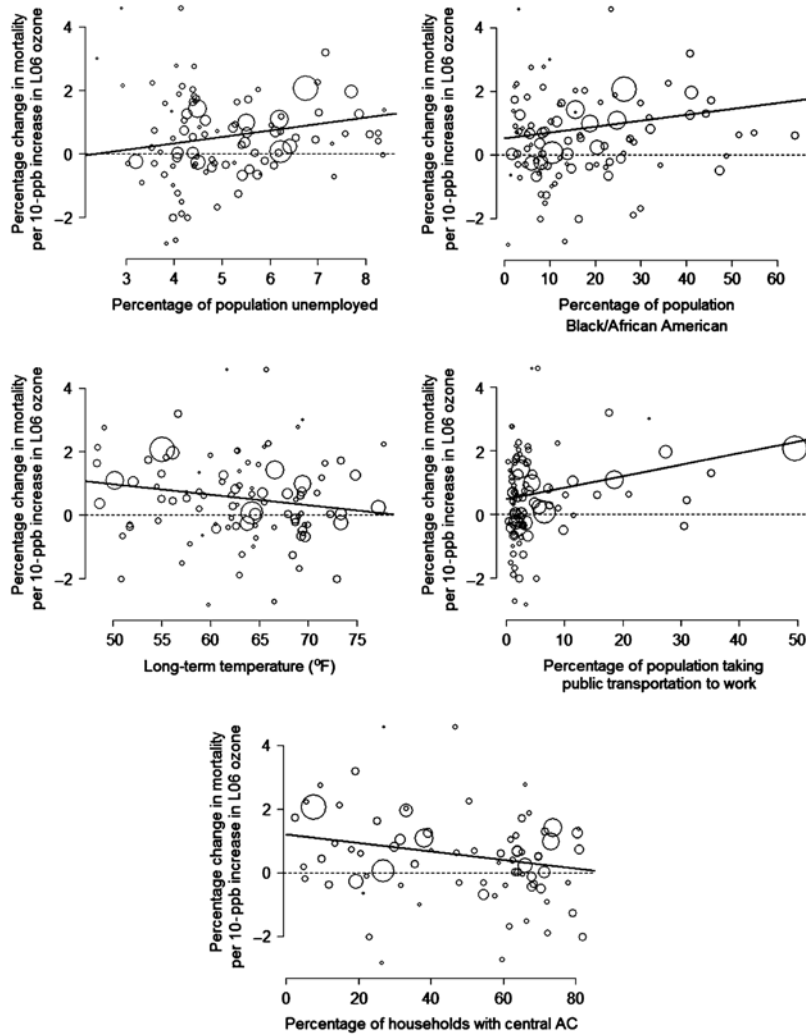 Percentage change in mortality
per 10-ppb increase in L06 ozone
4
2
0
–2
3
4
5
6
7
8
Percentage of population unemployed
Percentage change in mortality
per 10-ppb increase in L06 ozone
4
2
0
–2
0
10
20
30
40
50
60
Percentage of population
Black/African American
Percentage change in mortality
per 10-ppb increase in L06 ozone
4
2
0
–2
50
55
60
65
70
75
Long-term temperature (ºF)
Percentage change in mortality
per 10-ppb increase in L06 ozone
4
2
0
–2
0
10
20
30
40
50
Percentage of population taking
public transportation to work
Percentage change in mortality
per 10-ppb increase in L06 ozone
4
2
0
–2
0
20
40
60
80
Percentage of households with central AC